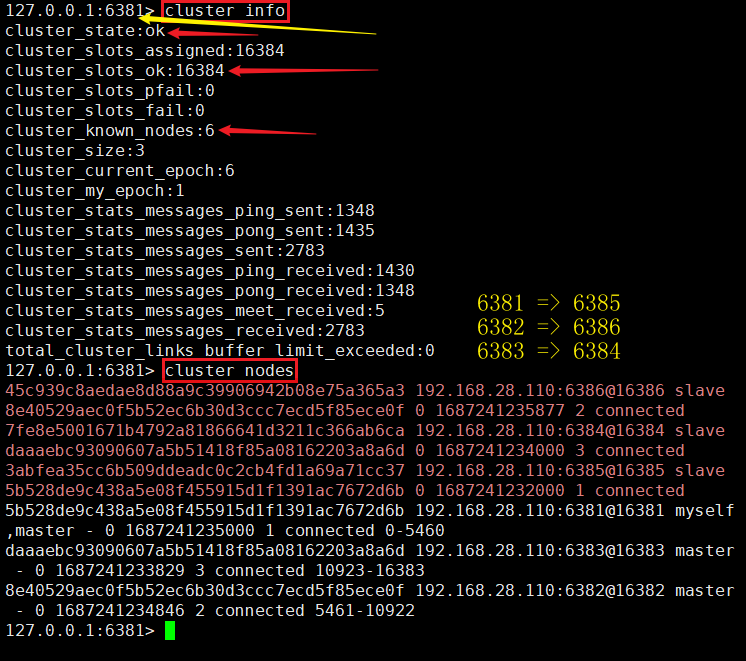 127.0.0.1:6381> cluster info
cluster_state:ok
cluster_slots_assigned:16384
cluster_slots_ok:16384
cluster_slots_pfail:0
cluster_slots_fail:0
cluster_known_nodes:6
cluster_size:3
cluster_current_epoch:6
cluster_my_epoch:1
cluster_stats_messages_ping_sent:1348
cluster_stats_messages_pong_sent:1435
cluster_stats_messages_sent:2783
cluster_stats_messages_ping_received:1430
cluster_stats_messages_pong_received:1348
cluster_stats_messages_meet_received:5
cluster_stats_messages_received:2783
total_cluster_links_buffer_limit_exceeded:0
6381 => 6385
6382 => 6386
6383 => 6384
127.0.0.1:6381> cluster nodes
45c939c8aedae8d88a9c39906942b08e75a365a3 192.168.28.110:6386@16386 slave
8e40529aec0f5b52ec6b30d3ccc7ecd5f85ece0f 0 1687241235877 2 connected
7fe8e5001671b4792a81866641d3211c366ab6ca 192.168.28.110:6384@16384 slave
daaaebc93090607a5b51418f85a08162203a8a6d 0 1687241234000 3 connected
3abfea35cc6b509ddeadc0c2cb4fd1a69a71cc37 192.168.28.110:6385@16385 slave
5b528de9c438a5e08f455915d1f1391ac7672d6b 0 1687241232000 1 connected
5b528de9c438a5e08f455915d1f1391ac7672d6b 192.168.28.110:6381@16381 myself
,master - 0 1687241235000 1 connected 0-5460
daaaebc93090607a5b51418f85a08162203a8a6d 192.168.28.110:6383@16383 master
- 0 1687241233829 3 connected 10923-16383
8e40529aec0f5b52ec6b30d3ccc7ecd5f85ece0f 192.168.28.110:6382@16382 master
- 0 1687241234846 2 connected 5461-10922
127.0.0.1:6381>